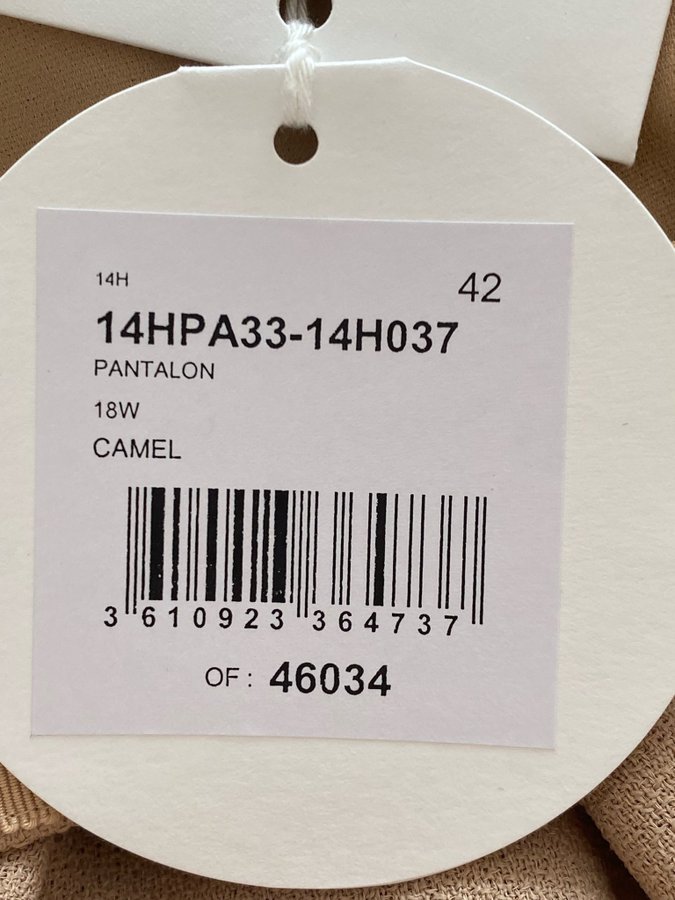 14H
42
14HPA33-14H037
PANTALON
18W
CAMEL
3 610923 364737
OF: 46034